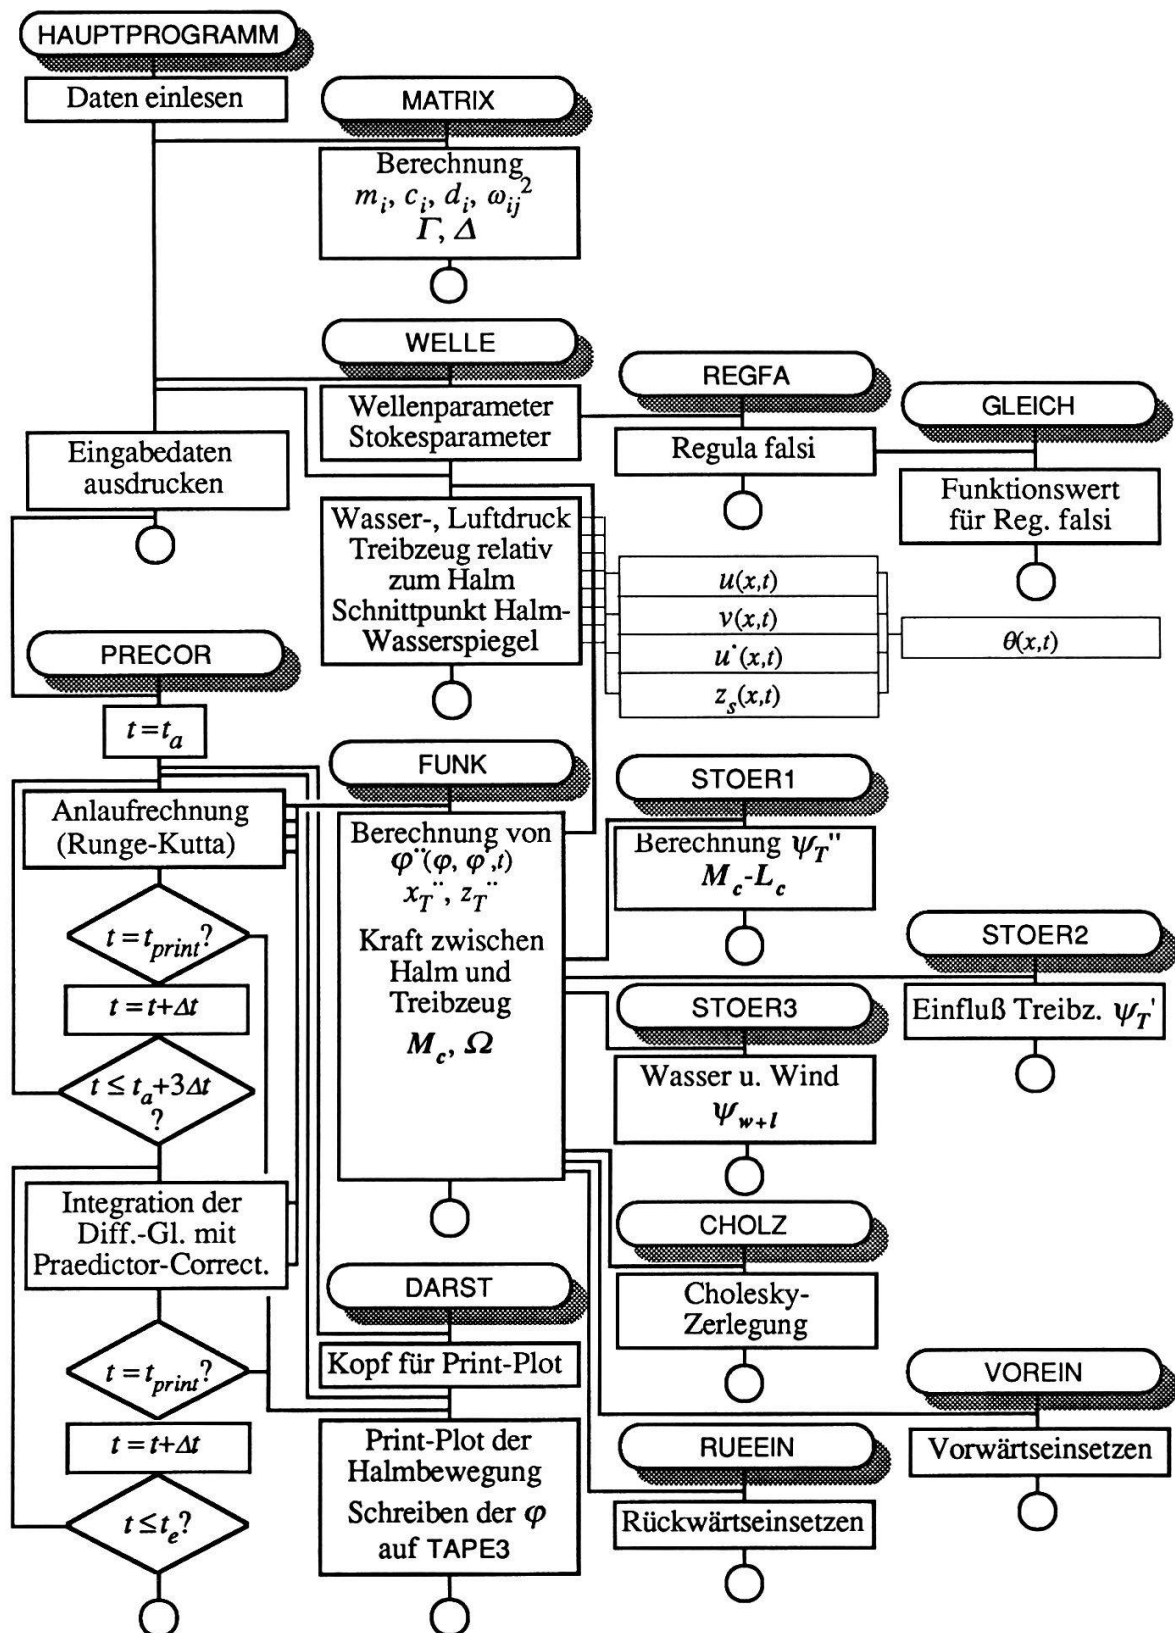 HAUPTPROGRAMM
Daten einlesen
MATRIX
Berechnung
m_i, c_i, d_i, ω_ij²
Γ, Δ
WELLE
Wellenparameter
Stokesparameter
REGFA
Regula falsi
GLEICH
Funktionswert
für Reg. falsi
Eingabedaten
ausdrucken
Wasser-, Luftdruck
Treibzeug relativ
zum Halm
Schnittpunkt Halm-
Wasserspiegel
u(x,t)
v(x,t)
u˙(x,t)
z_s(x,t)
θ(x,t)
PRECOR
t=t_a
Anlaufrechnung
(Runge-Kutta)
t=t_print?
t=t+Δt
t≤t_a+3Δt
?
Integration der
Diff.-Gl. mit
Praedictor-Correct.
t=t_print?
t=t+Δt
t≤t_e?
FUNK
Berechnung von
φ¨(φ, φ˙,t)
x_T¨, z_T¨
Kraft zwischen
Halm und
Treibzeug
M_c, Ω
DARST
Kopf für Print-Plot
Print-Plot der
Halmbewegung
Schreiben der φ
auf TAPE3
STOER1
Berechnung ψ_T''
M_c-L_c
STOER2
Einfluß Treibz. ψ_T'
STOER3
Wasser u. Wind
ψ_w+l
CHOLZ
Cholesky-
Zerlegung
VOREIN
Vorwärtseinsetzen
RUEEIN
Rückwärtseinsetzen